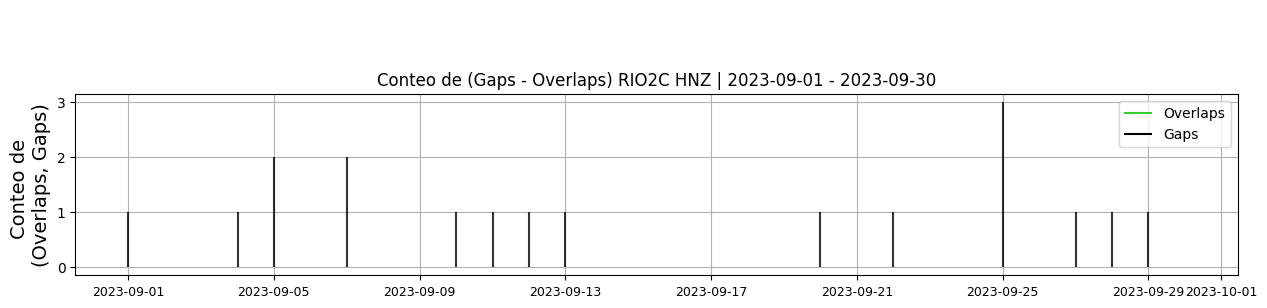 Conteo de (Gaps - Overlaps) RIO2C HNZ | 2023-09-01 - 2023-09-30
Conteo de
(Overlaps, Gaps)
3
2
1
0
Overlaps
Gaps
2023-09-01
2023-09-05
2023-09-09
2023-09-13
2023-09-17
2023-09-21
2023-09-25
2023-09-29
2023-10-01